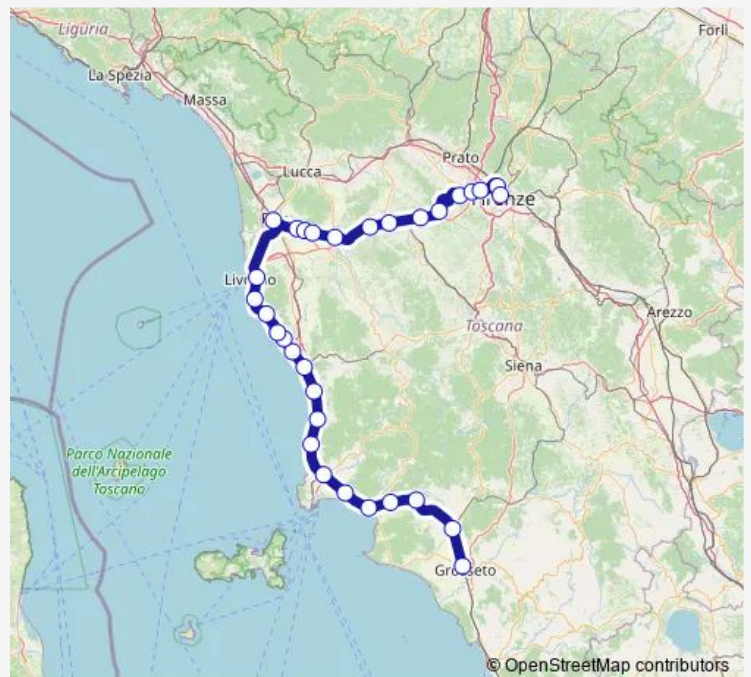 Liguria
Forlì
La Spezia
Massa
Prato
Lucca
Arezzo
Toscana
Siena
Parco Nazionale
dell'Arcipelago
Toscano
© OpenStreetMap contributors